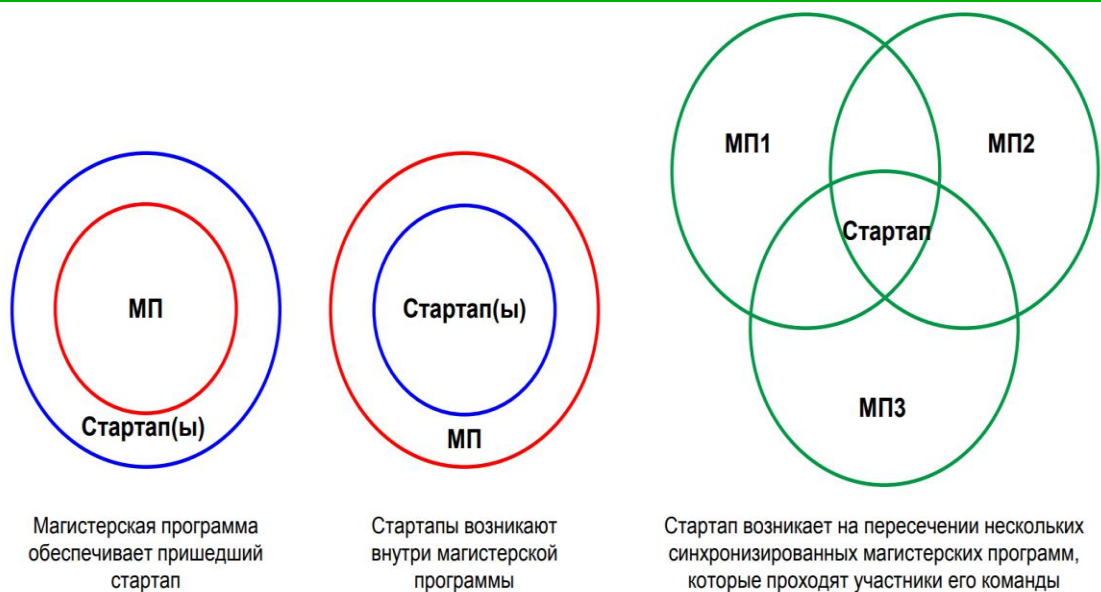 МП
Стартап(ы)
Магистерская программа
обеспечивает пришедший
стартап
Стартап(ы)
МП
Стартапы возникают
внутри магистерской
программы
МП1
МП2
Стартап
МП3
Стартап возникает на пересечении нескольких
синхронизированных магистерских программ,
которые проходят участники его команды